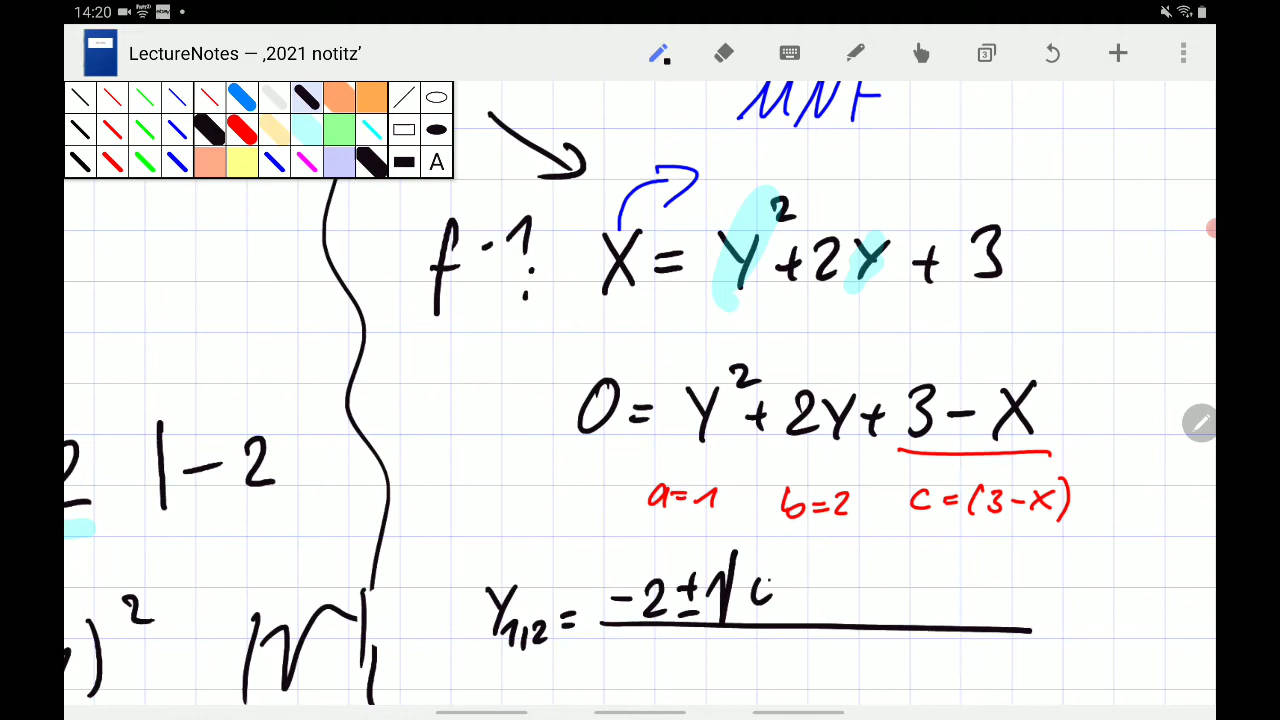 14:20
LectureNotes — ‚2021 notitz’
3
A
MNF
f⁻¹? X = Y² + 2Y + 3
0 = Y² + 2Y + 3 - X
a=1 b=2 c=(3-x)
|-2
Y1,2 = -2 ± √
)²